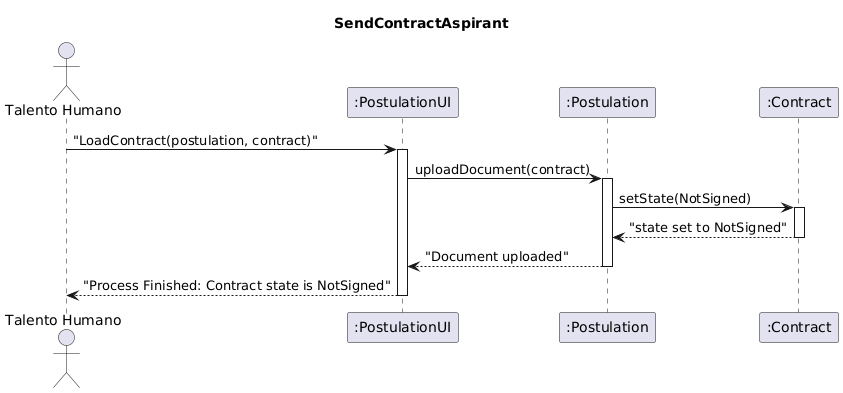 SendContractAspirant
Talento Humano
:PostulationUI
:Postulation
:Contract
"LoadContract(postulation, contract)"
uploadDocument(contract)
setState(NotSigned)
"state set to NotSigned"
"Document uploaded"
"Process Finished: Contract state is NotSigned"
Talento Humano
:PostulationUI
:Postulation
:Contract